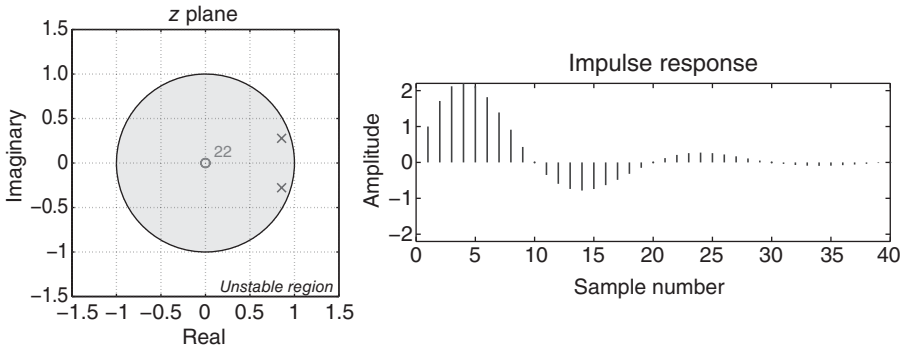 z plane
1.5
1.0
0.5
0
−0.5
−1
−1.5
Imaginary
22
Unstable region
−1.5 −1 −0.5 0 0.5 1 1.5
Real
Impulse response
2
1
0
−1
−2
Amplitude
0 5 10 15 20 25 30 35 40
Sample number